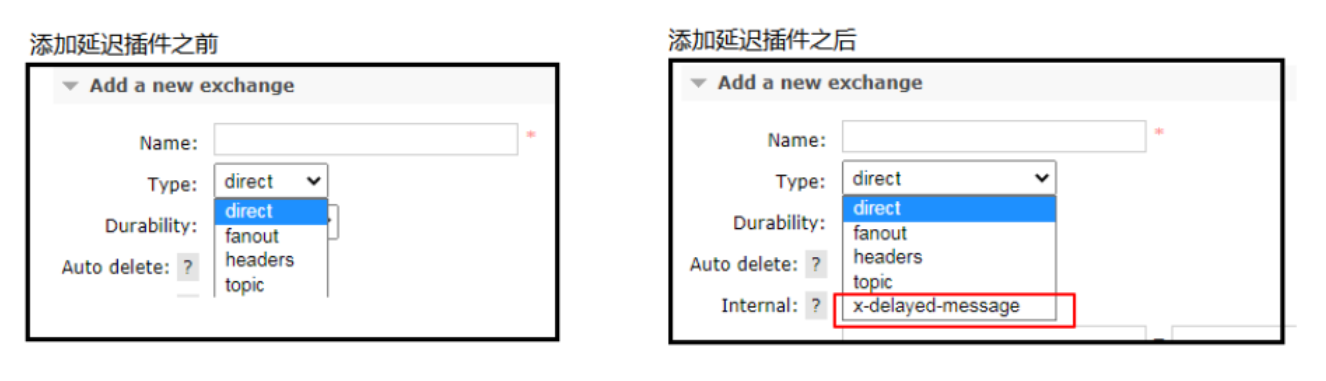 添加延迟插件之前
Add a new exchange
Name:
*
Type:
direct
direct
Durability:
fanout
Auto delete: ?
headers
topic
添加延迟插件之后
Add a new exchange
Name:
*
Type:
direct
direct
Durability:
fanout
Auto delete: ?
headers
topic
Internal: ?
x-delayed-message
=